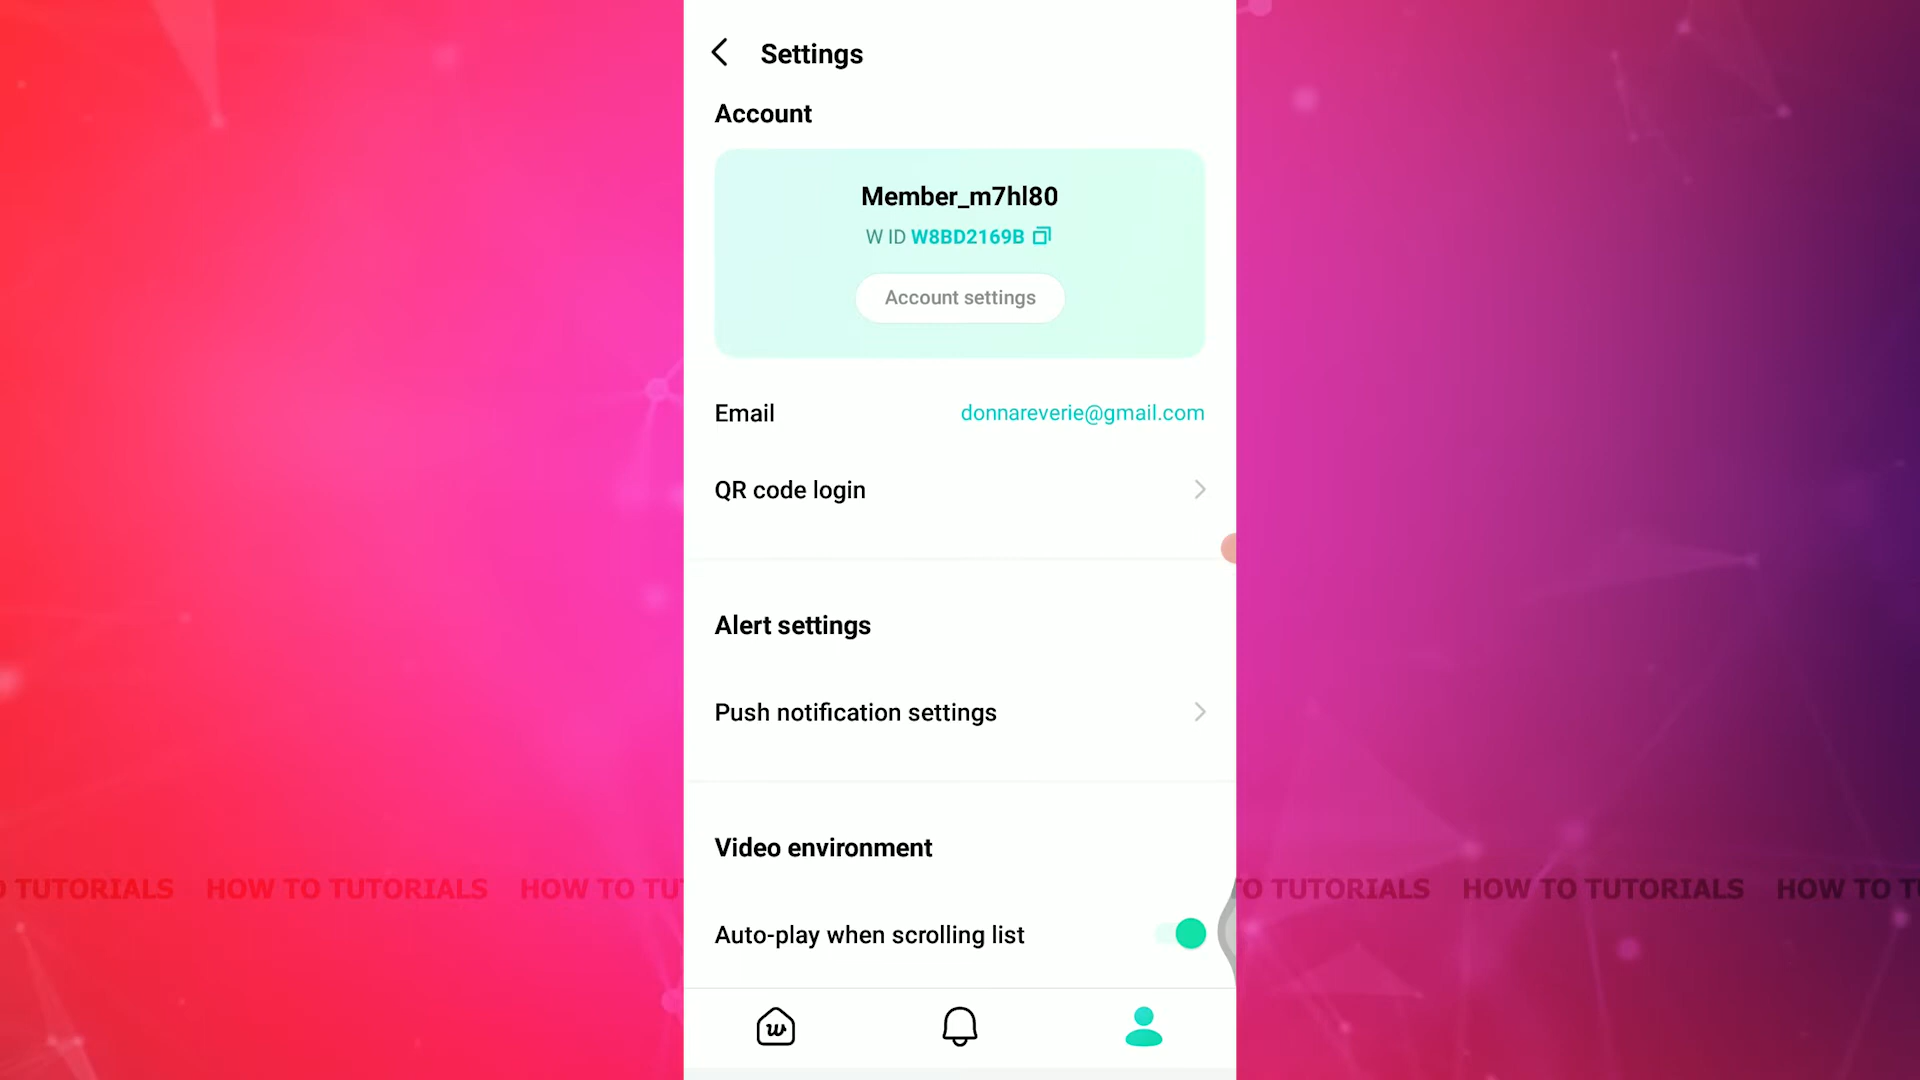 Settings
Account
Member_m7hl80
W ID W8BD2169B
Account settings
Email donnareverie@gmail.com
QR code login
Alert settings
Push notification settings
Video environment
O TUTORIALS HOW TO TUTORIALS HOW TO TU TO TUTORIALS HOW TO TUTORIALS HOW TO T
Auto-play when scrolling list
w